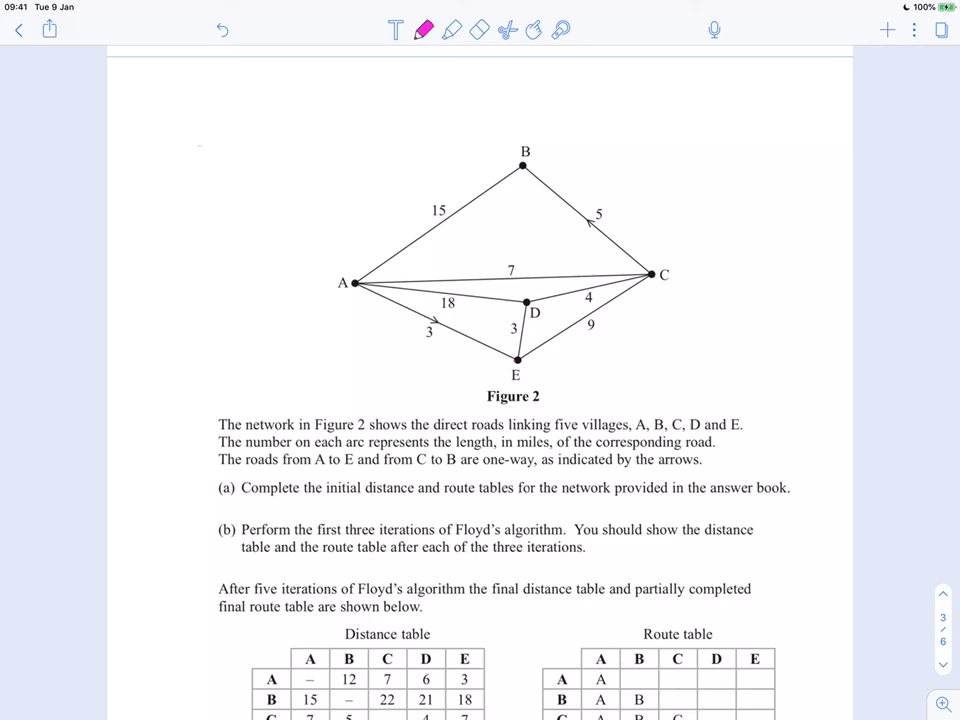 09:41 Tue 9 Jan
100%
B
15
5
7
A
C
18
4
D
3
3
9
E
Figure 2
The network in Figure 2 shows the direct roads linking five villages, A, B, C, D and E.
The number on each arc represents the length, in miles, of the corresponding road.
The roads from A to E and from C to B are one-way, as indicated by the arrows.
(a) Complete the initial distance and route tables for the network provided in the answer book.
(b) Perform the first three iterations of Floyd's algorithm. You should show the distance
table and the route table after each of the three iterations.
After five iterations of Floyd's algorithm the final distance table and partially completed
final route table are shown below.
Distance table
Route table
A B C D E
A B C D E
A – 12 7 6 3
A A
B 15 – 22 21 18
B A B
C 7 5 4 7
C A B C
3 / 6